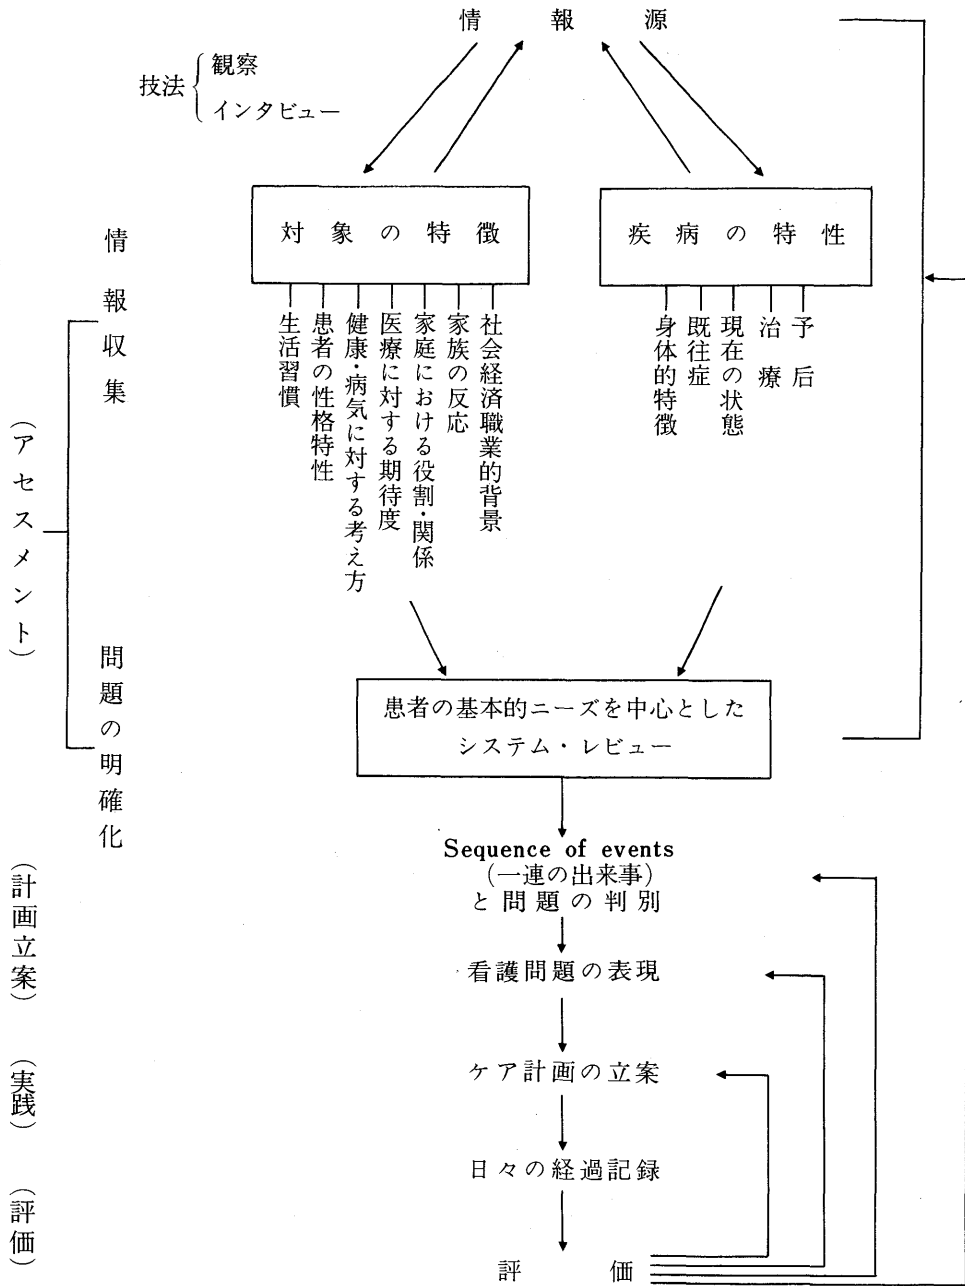 情報源
技法
観察
インタビュー
対象の特徴
疾病の特性
生活習慣
患者の性格特性
健康・病気に対する考え方
医療に対する期待度
家庭における役割・関係
家族の反応
社会経済職業的背景
身体的特徴
既往症
現在の状態
治療
予后
情報収集
(アセスメント)
問題の明確化
患者の基本的ニーズを中心とした
システム・レビュー
Sequence of events
(一連の出来事)
と問題の判別
(計画立案)
看護問題の表現
ケア計画の立案
(実践)
日々の経過記録
(評価)
評価